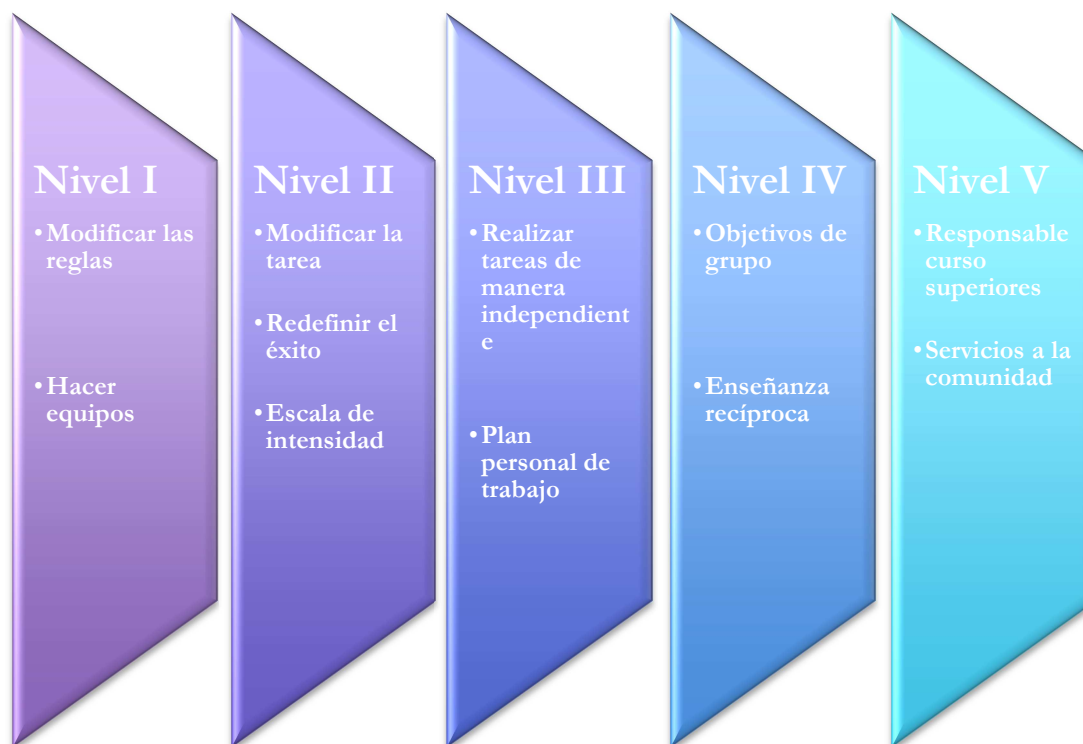 Nivel I
• Modificar las
reglas
• Hacer
equipos
Nivel II
• Modificar la
tarea
• Redefinir el
éxito
• Escala de
intensidad
Nivel III
• Realizar
tareas de
manera
independient
e
• Plan
personal de
trabajo
Nivel IV
• Objetivos de
grupo
• Enseñanza
recíproca
Nivel V
• Responsable
curso
superiores
• Servicios a la
comunidad